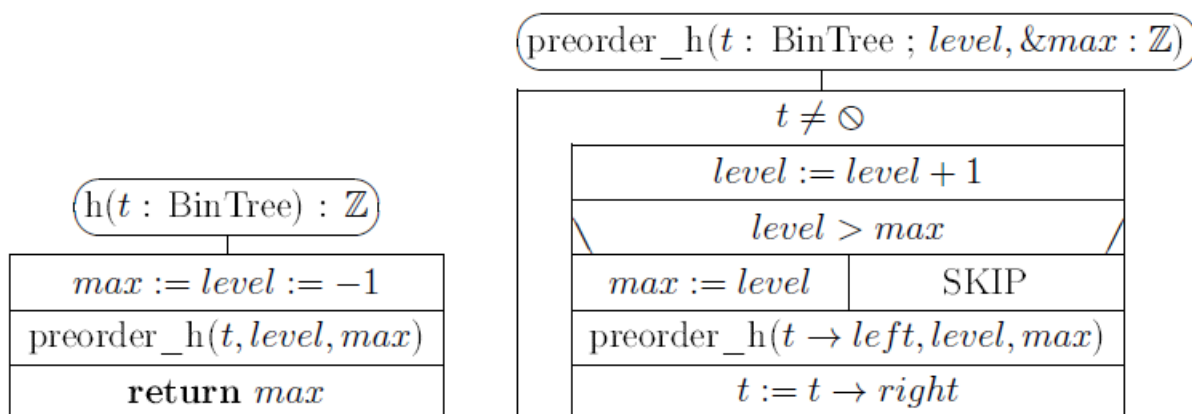 h(t : BinTree) : ℤ
max := level := −1
preorder_h(t, level, max)
return max
preorder_h(t : BinTree ; level, &max : ℤ)
t ≠ ⦸
level := level + 1
level > max
max := level
SKIP
preorder_h(t → left, level, max)
t := t → right